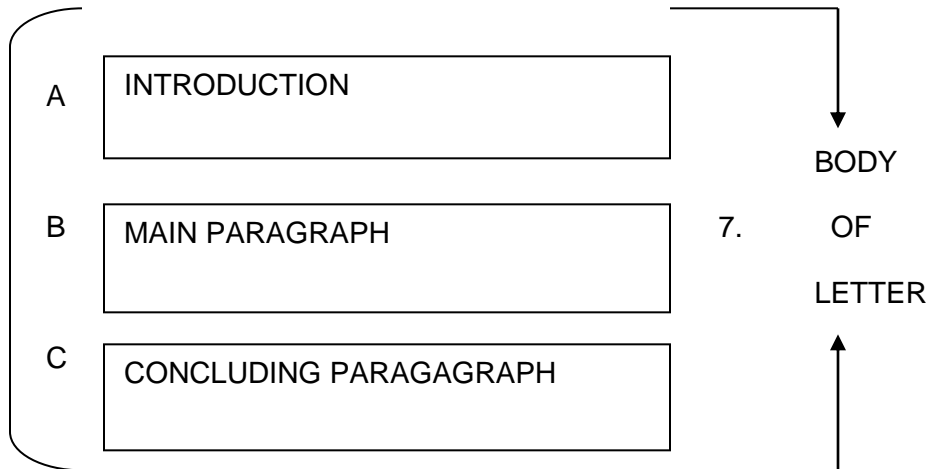 A INTRODUCTION
BODY
B MAIN PARAGRAPH 7. OF
LETTER
C CONCLUDING PARAGAGRAPH